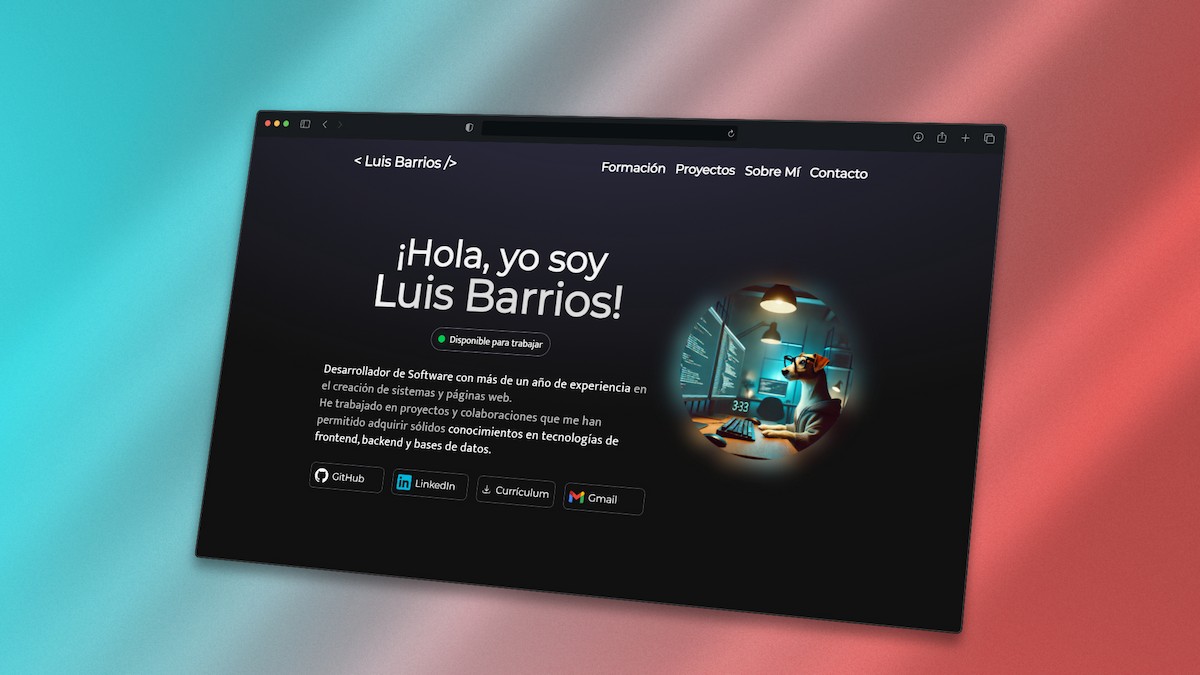 < Luis Barrios />
Formación Proyectos Sobre Mí Contacto
¡Hola, yo soy
Luis Barrios!
Disponible para trabajar
Desarrollador de Software con más de un año de experiencia en
el creación de sistemas y páginas web.
He trabajado en proyectos y colaboraciones que me han
permitido adquirir sólidos conocimientos en tecnologías de
frontend, backend y bases de datos.
GitHub
LinkedIn
Currículum
Gmail
3:33